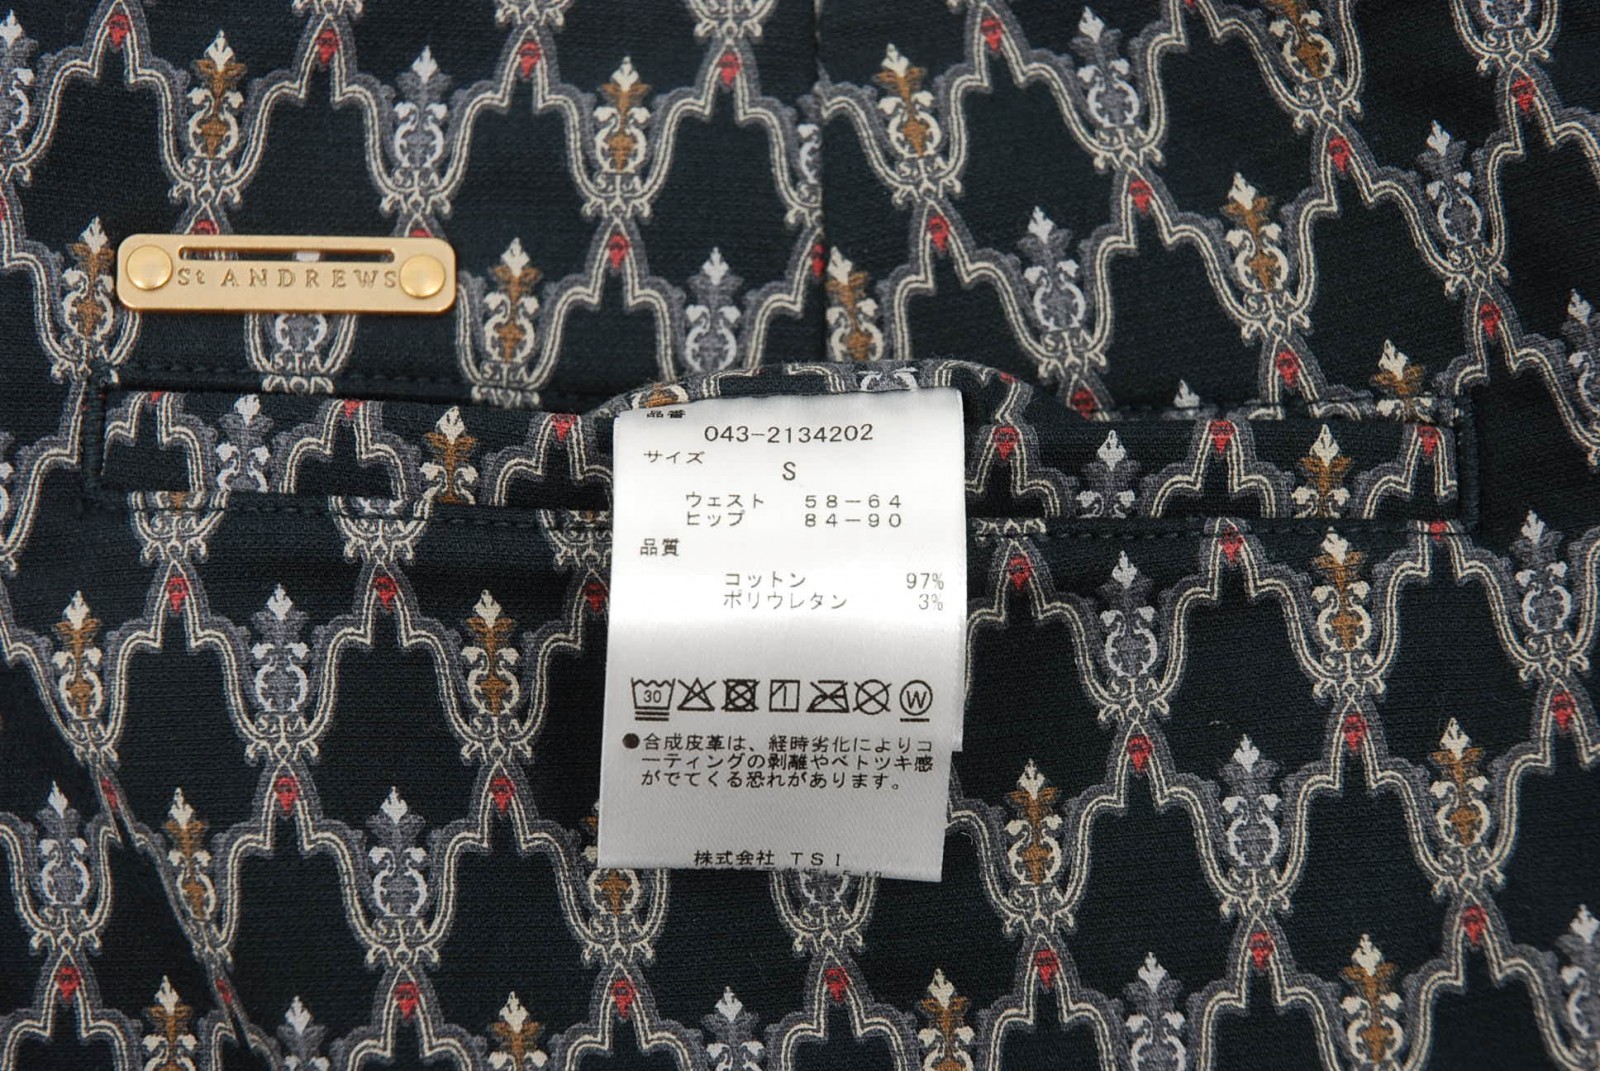 St ANDREWS
品番
043-2134202
サイズ
S
ウェスト 58-64
ヒップ 84-90
品質
コットン 97%
ポリウレタン 3%
30
W
●合成皮革は、経時劣化によりコ
ーティングの剥離やベトツキ感
がでてくる恐れがあります。
株式会社 TSI